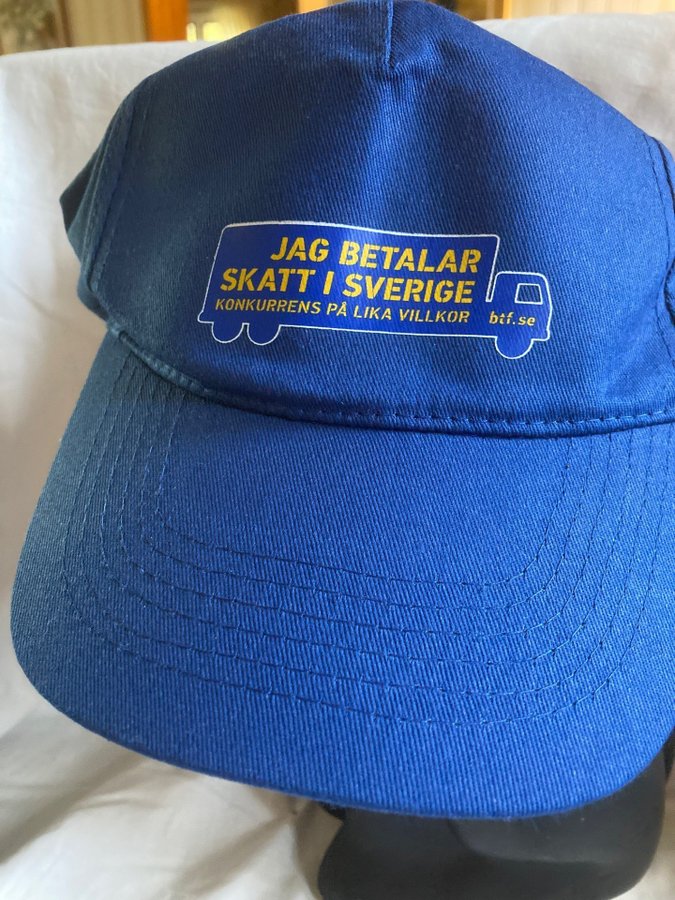 JAG BETALAR
SKATT I SVERIGE
KONKURRENS PÅ LIKA VILLKOR btf.se